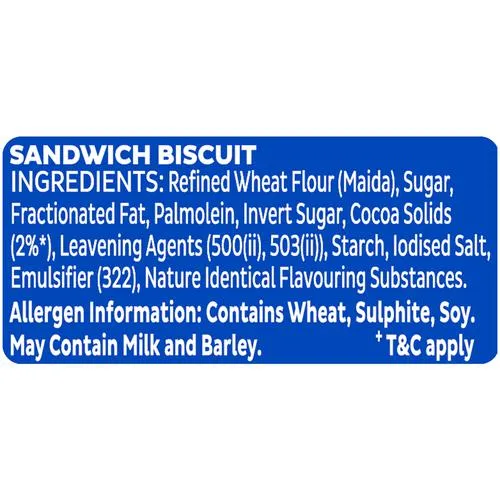 SANDWICH BISCUIT
INGREDIENTS: Refined Wheat Flour (Maida), Sugar,
Fractionated Fat, Palmolein, Invert Sugar, Cocoa Solids
(2%*), Leavening Agents (500(ii), 503(ii)), Starch, Iodised Salt,
Emulsifier (322), Nature Identical Flavouring Substances.
Allergen Information: Contains Wheat, Sulphite, Soy.
May Contain Milk and Barley. †T&C apply